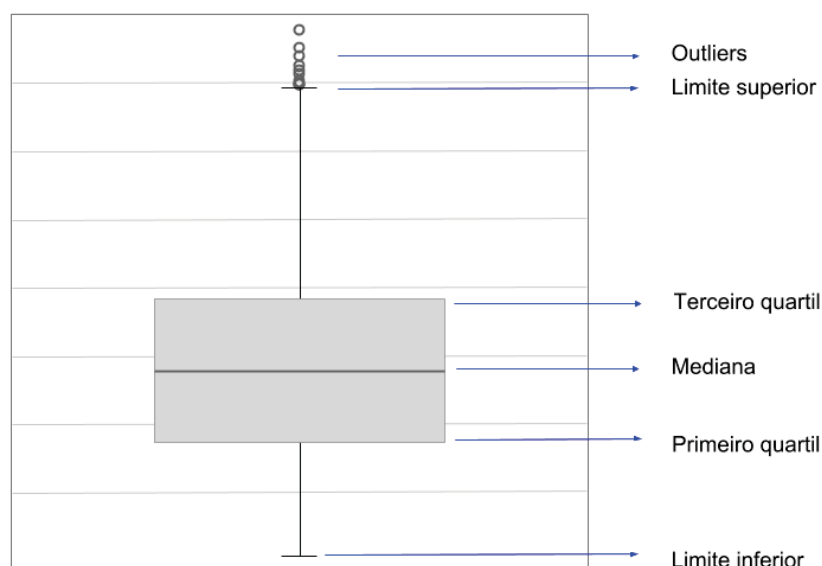 Outliers
Limite superior
Terceiro quartil
Mediana
Primeiro quartil
Limite inferior